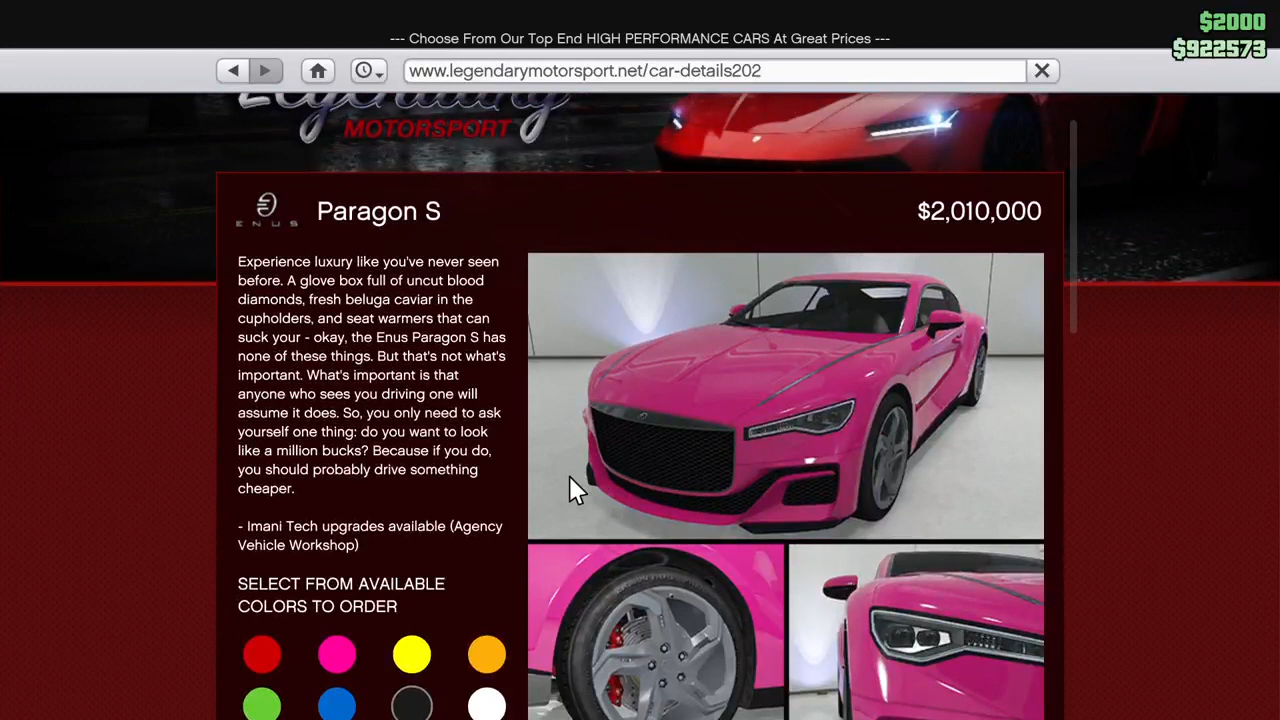 $2000
--- Choose From Our Top End HIGH PERFORMANCE CARS At Great Prices ---
$922573
www.legendarymotorsport.net/car-details202
Legendary
MOTORSPORT
ENUS
Paragon S
$2,010,000
Experience luxury like you've never seen
before. A glove box full of uncut blood
diamonds, fresh beluga caviar in the
cupholders, and seat warmers that can
suck your - okay, the Enus Paragon S has
none of these things. But that's not what's
important. What's important is that
anyone who sees you driving one will
assume it does. So, you only need to ask
yourself one thing: do you want to look
like a million bucks? Because if you do,
you should probably drive something
cheaper.
- Imani Tech upgrades available (Agency
Vehicle Workshop)
SELECT FROM AVAILABLE
COLORS TO ORDER